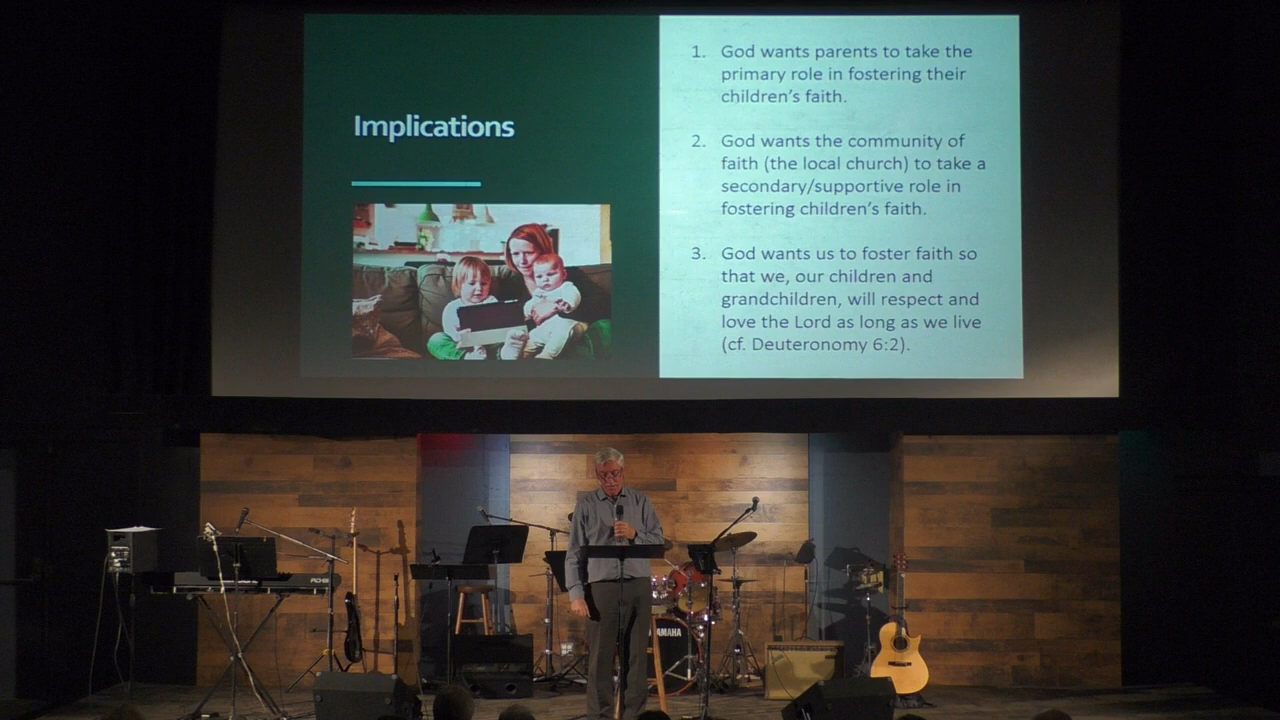 Implications
1. God wants parents to take the
primary role in fostering their
children's faith.
2. God wants the community of
faith (the local church) to take a
secondary/supportive role in
fostering children's faith.
3. God wants us to foster faith so
that we, our children and
grandchildren, will respect and
love the Lord as long as we live
(cf. Deuteronomy 6:2).
YAMAHA